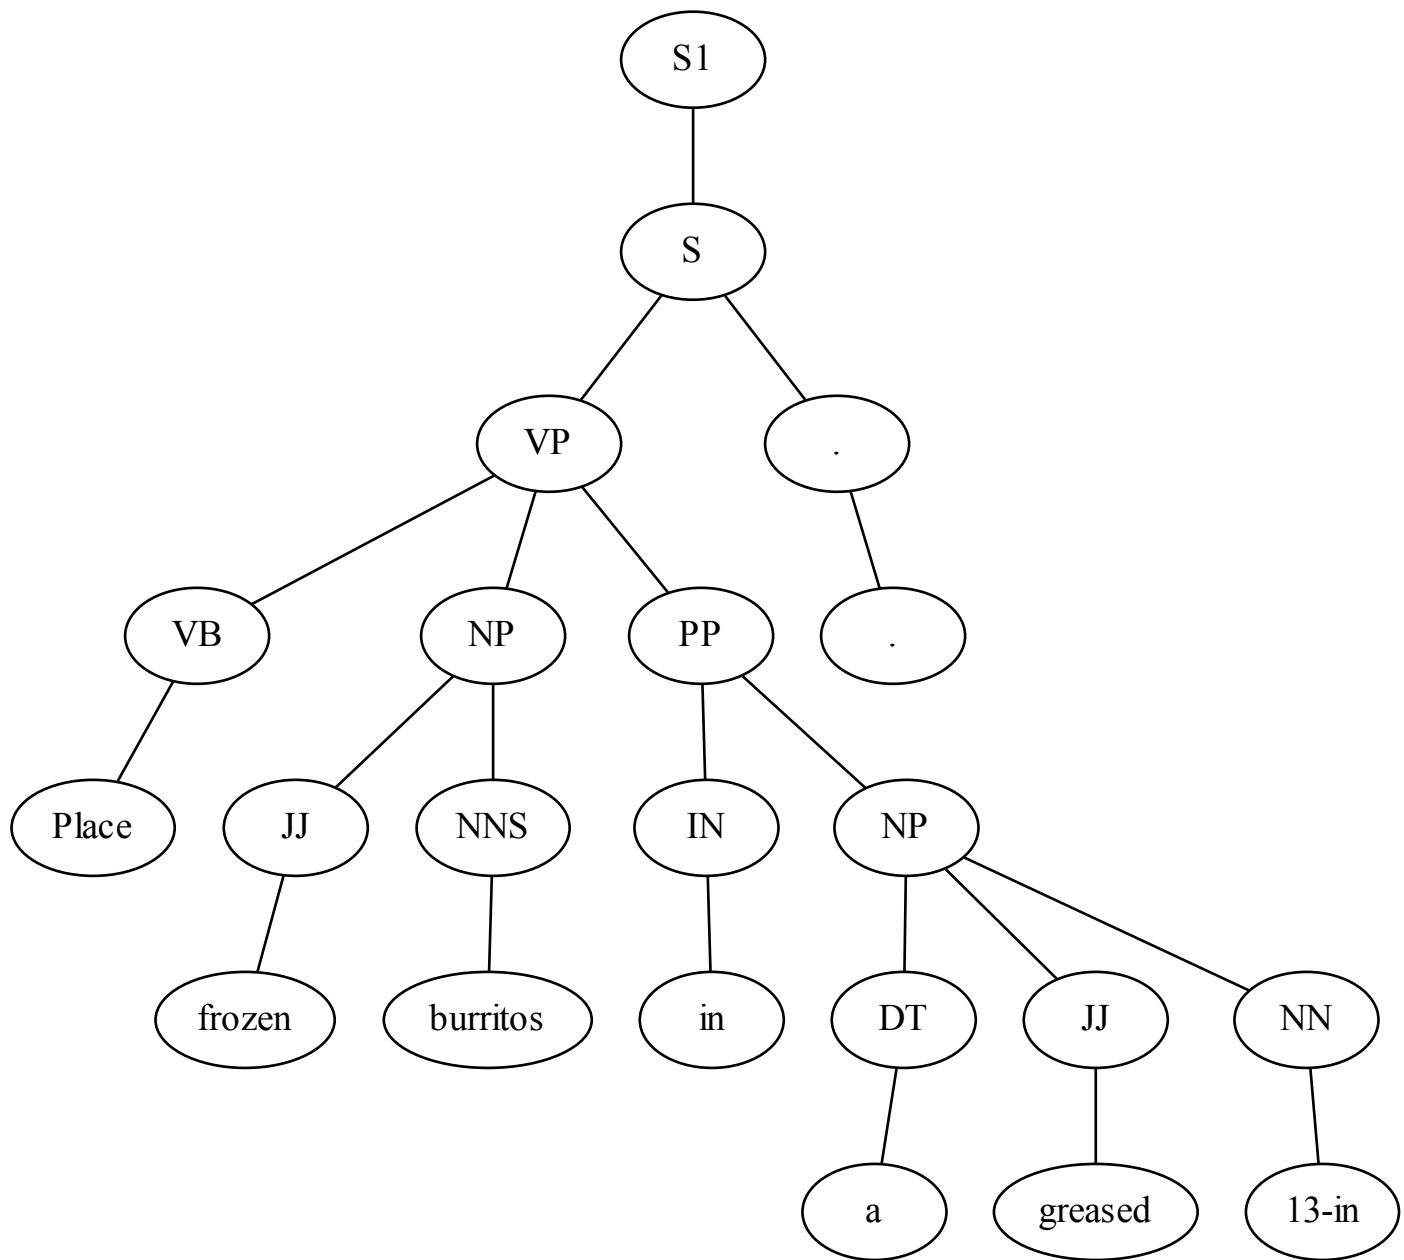 S1
S
VP .
VB NP PP .
Place JJ NNS IN NP
frozen burritos in DT JJ NN
a greased 13-in